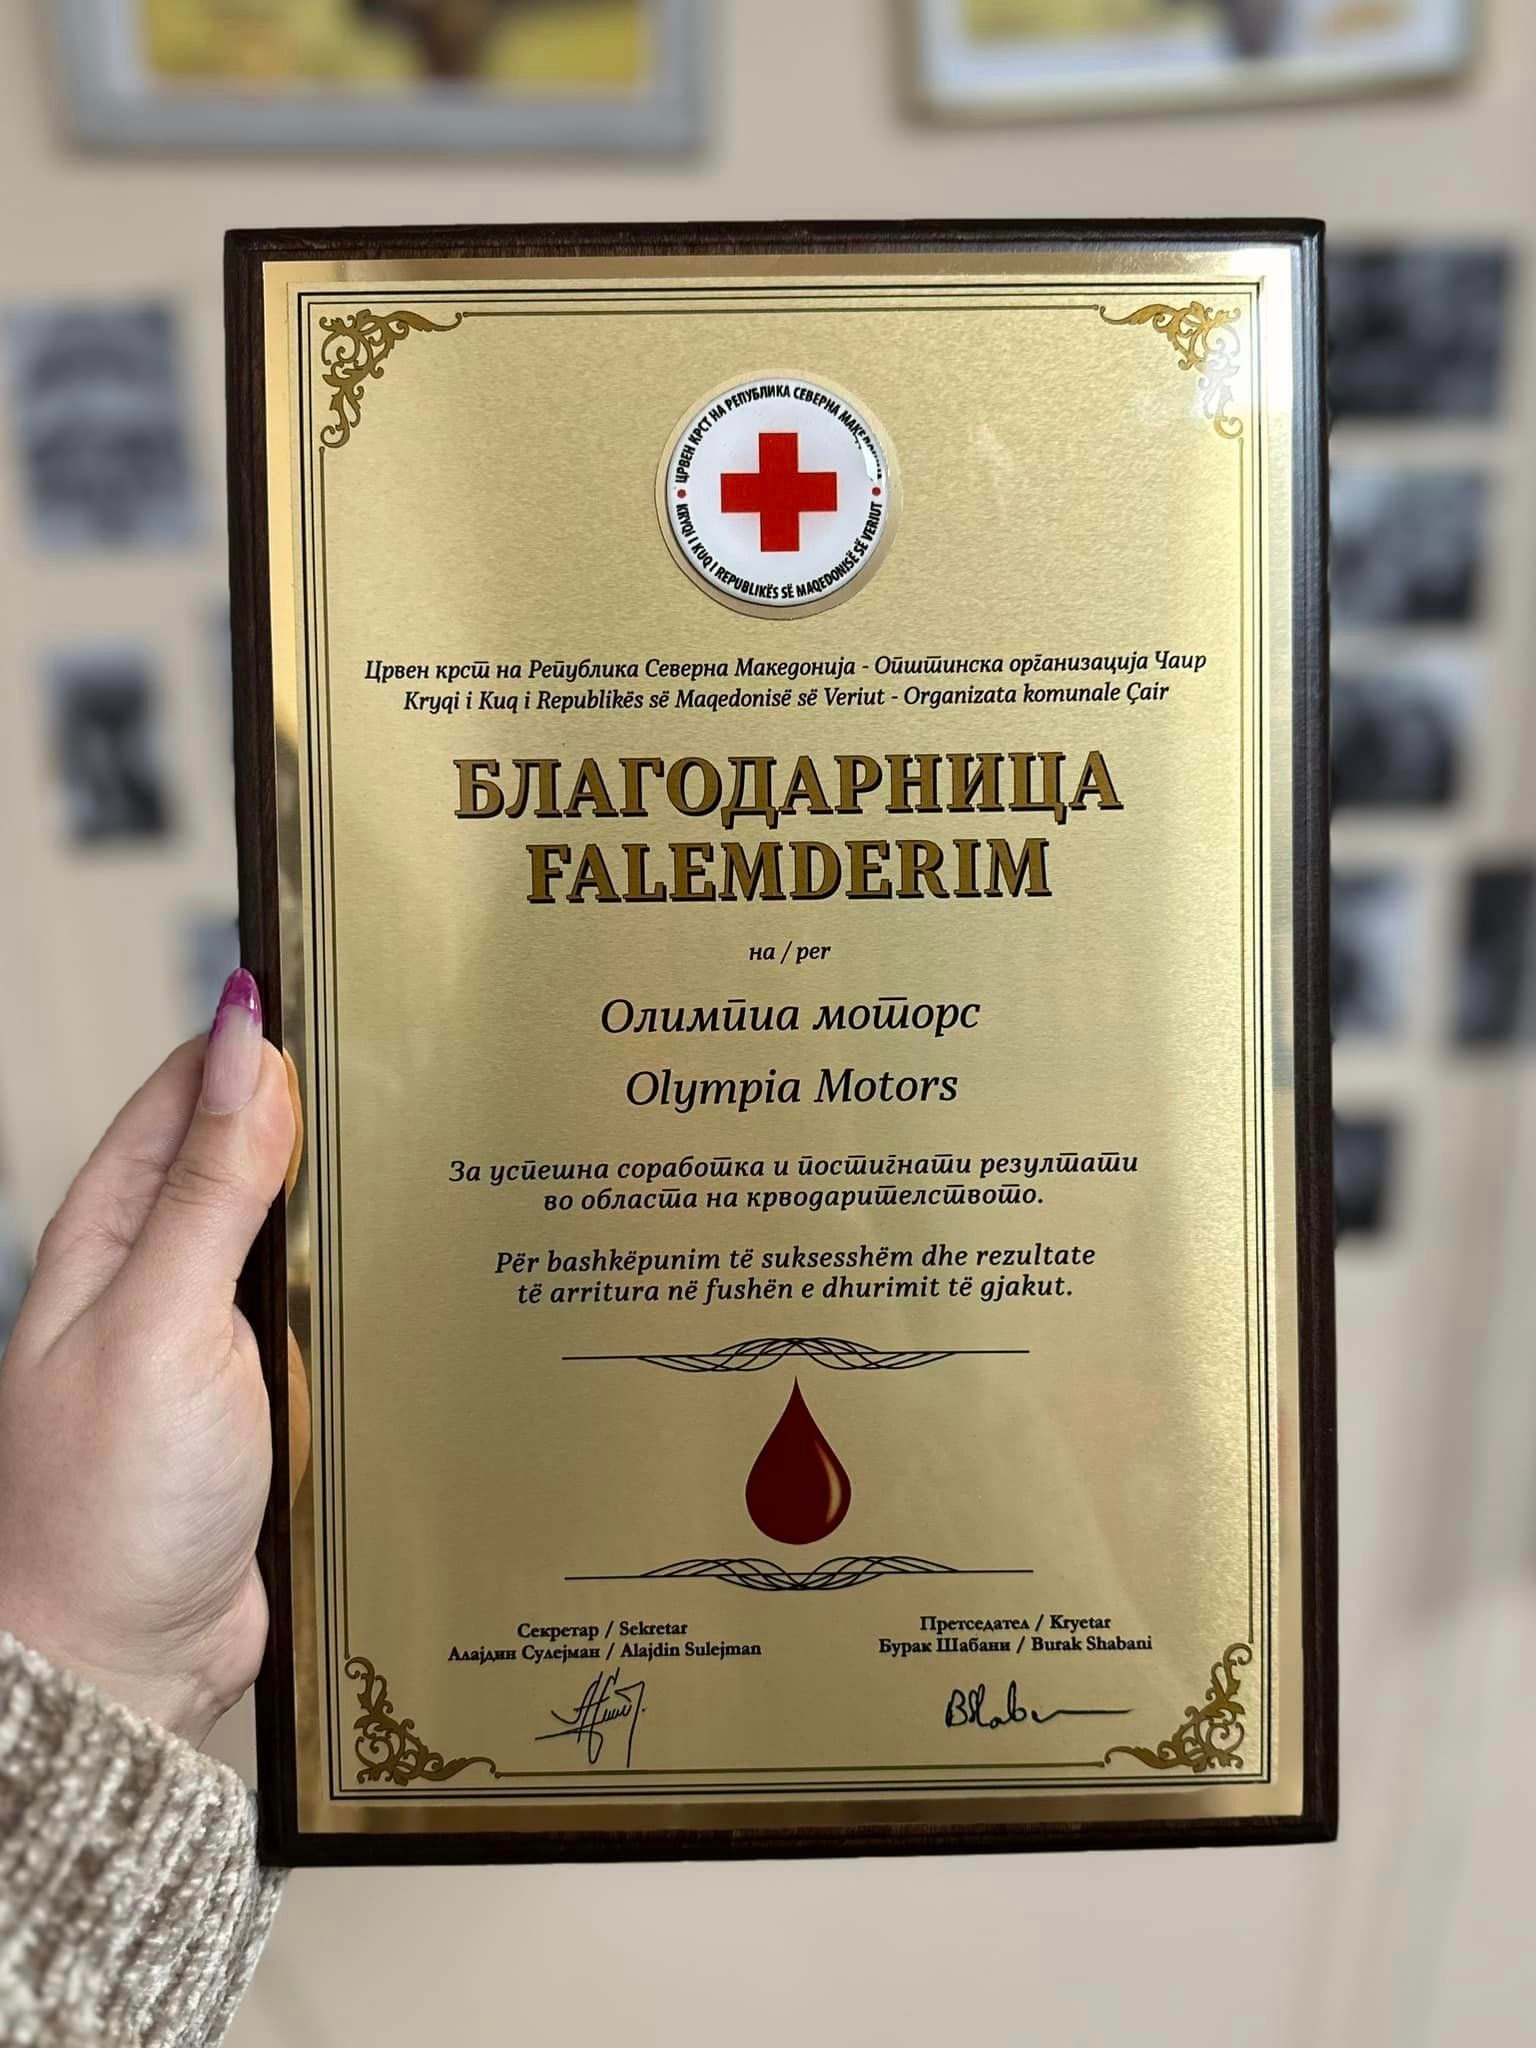 ЦРВЕН КРСТ НА РЕПУБЛИКА СЕВЕРНА МАКЕДОНИЈА
KRYQI I KUQ I REPUBLIKËS SË MAQEDONISË SË VERIUT
Црвен крст на Република Северна Македонија - Општинска организација Чаир
Kryqi i Kuq i Republikës së Maqedonisë së Veriut - Organizata komunale Çair
БЛАГОДАРНИЦА
FALEMDERIM
на / per
Олимпиа моторс
Olympia Motors
За успешна соработка и постигнати резултати
во областа на крводарителството.
Për bashkëpunim të suksesshëm dhe rezultate
të arritura në fushën e dhurimit të gjakut.
Секретар / Sekretar
Алајдин Сулејман / Alajdin Sulejman
Претседател / Kryetar
Бурак Шабани / Burak Shabani